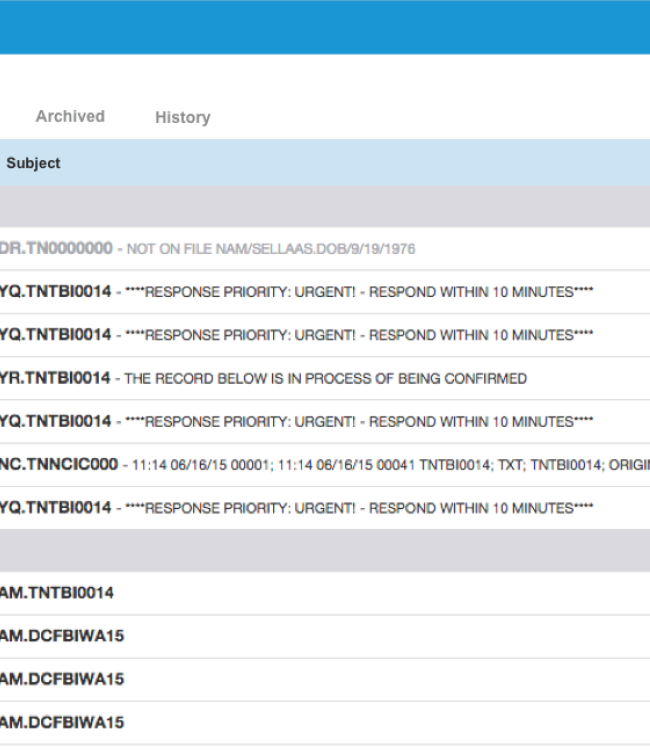 Archived History
Subject
DR.TN0000000 - NOT ON FILE NAM/SELLAAS.DOB/9/19/1976
YQ.TNTBI0014 - ****RESPONSE PRIORITY: URGENT! - RESPOND WITHIN 10 MINUTES****
YQ.TNTBI0014 - ****RESPONSE PRIORITY: URGENT! - RESPOND WITHIN 10 MINUTES****
YR.TNTBI0014 - THE RECORD BELOW IS IN PROCESS OF BEING CONFIRMED
YQ.TNTBI0014 - ****RESPONSE PRIORITY: URGENT! - RESPOND WITHIN 10 MINUTES****
NC.TNNCIC000 - 11:14 06/16/15 00001; 11:14 06/16/15 00041 TNTBI0014; TXT; TNTBI0014; ORIGI
YQ.TNTBI0014 - ****RESPONSE PRIORITY: URGENT! - RESPOND WITHIN 10 MINUTES****
AM.TNTBI0014
AM.DCFBIWA15
AM.DCFBIWA15
AM.DCFBIWA15